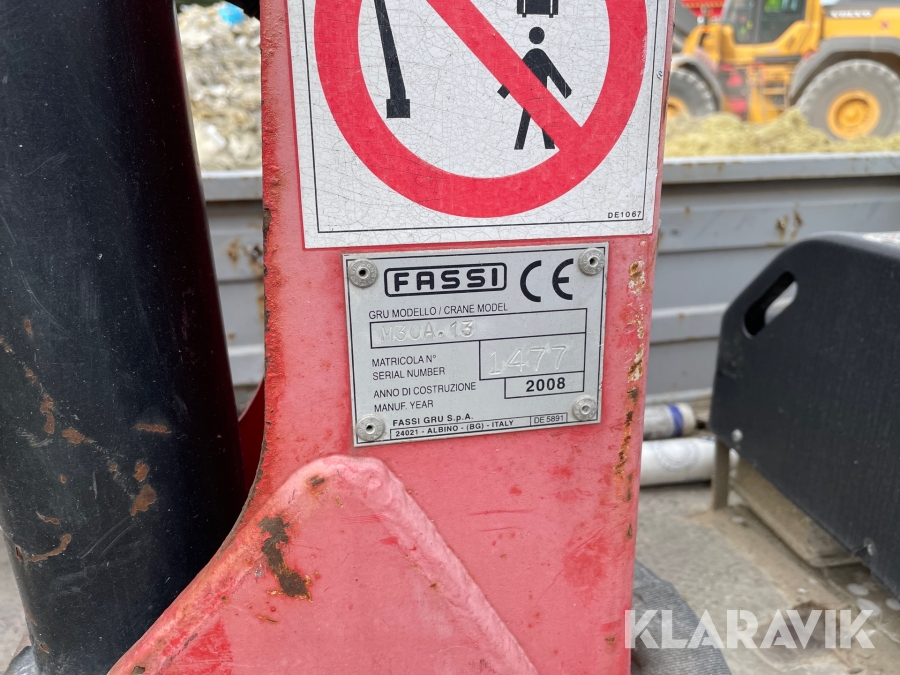 VOLVO
DE1067
FASSI CE
GRU MODELLO / CRANE MODEL
M30A.13
MATRICOLA N°
SERIAL NUMBER
1477
ANNO DI COSTRUZIONE
MANUF. YEAR
2008
FASSI GRU S.p.A.
24021 - ALBINO - (BG) - ITALY
DE 5891
KLARAVIK